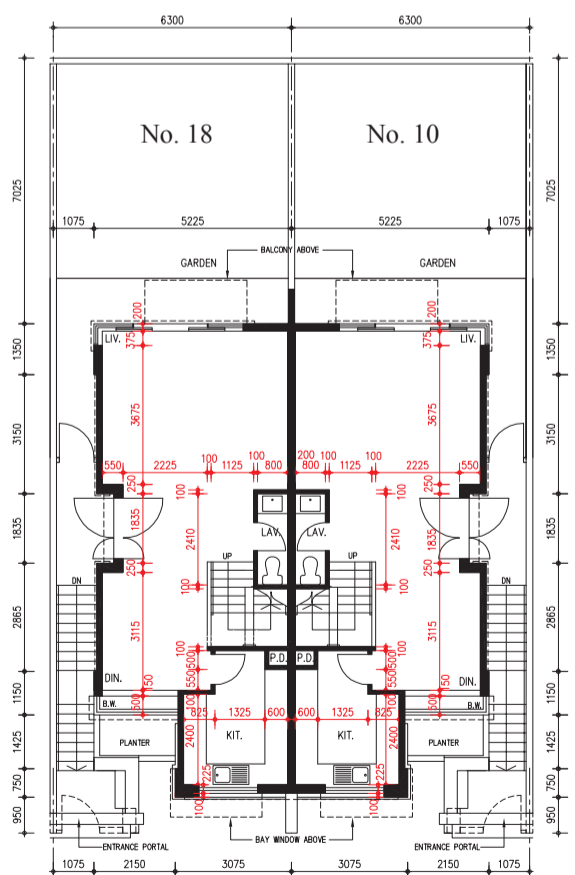 6300 6300
No. 18 No. 10
7025 7025
1075 5225 5225 1075
BALCONY ABOVE
GARDEN GARDEN
200 200
1350 375 375 1350
LIV. LIV.
3675 3675
3150 3150
100 100 200 100
550 2225 1125 800 800 1125 2225 550
250 100 100 250
1835 1835 1835 1835
2410 2410
LAV. LAV.
250 UP UP 250
DN 100 100 DN
2865 3115 3115 2865
100 100
500 P.D. P.D. 500
550 550
DIN. 150 150 DIN.
1150 B.W. 500 100 100 500 B.W. 1150
825 1325 600 600 1325 825
1425 PLANTER 2400 KIT. KIT. 2400 PLANTER 1425
225 225
750 100 100 750
950 950
BAY WINDOW ABOVE
ENTRANCE PORTAL ENTRANCE PORTAL
1075 2150 3075 3075 2150 1075